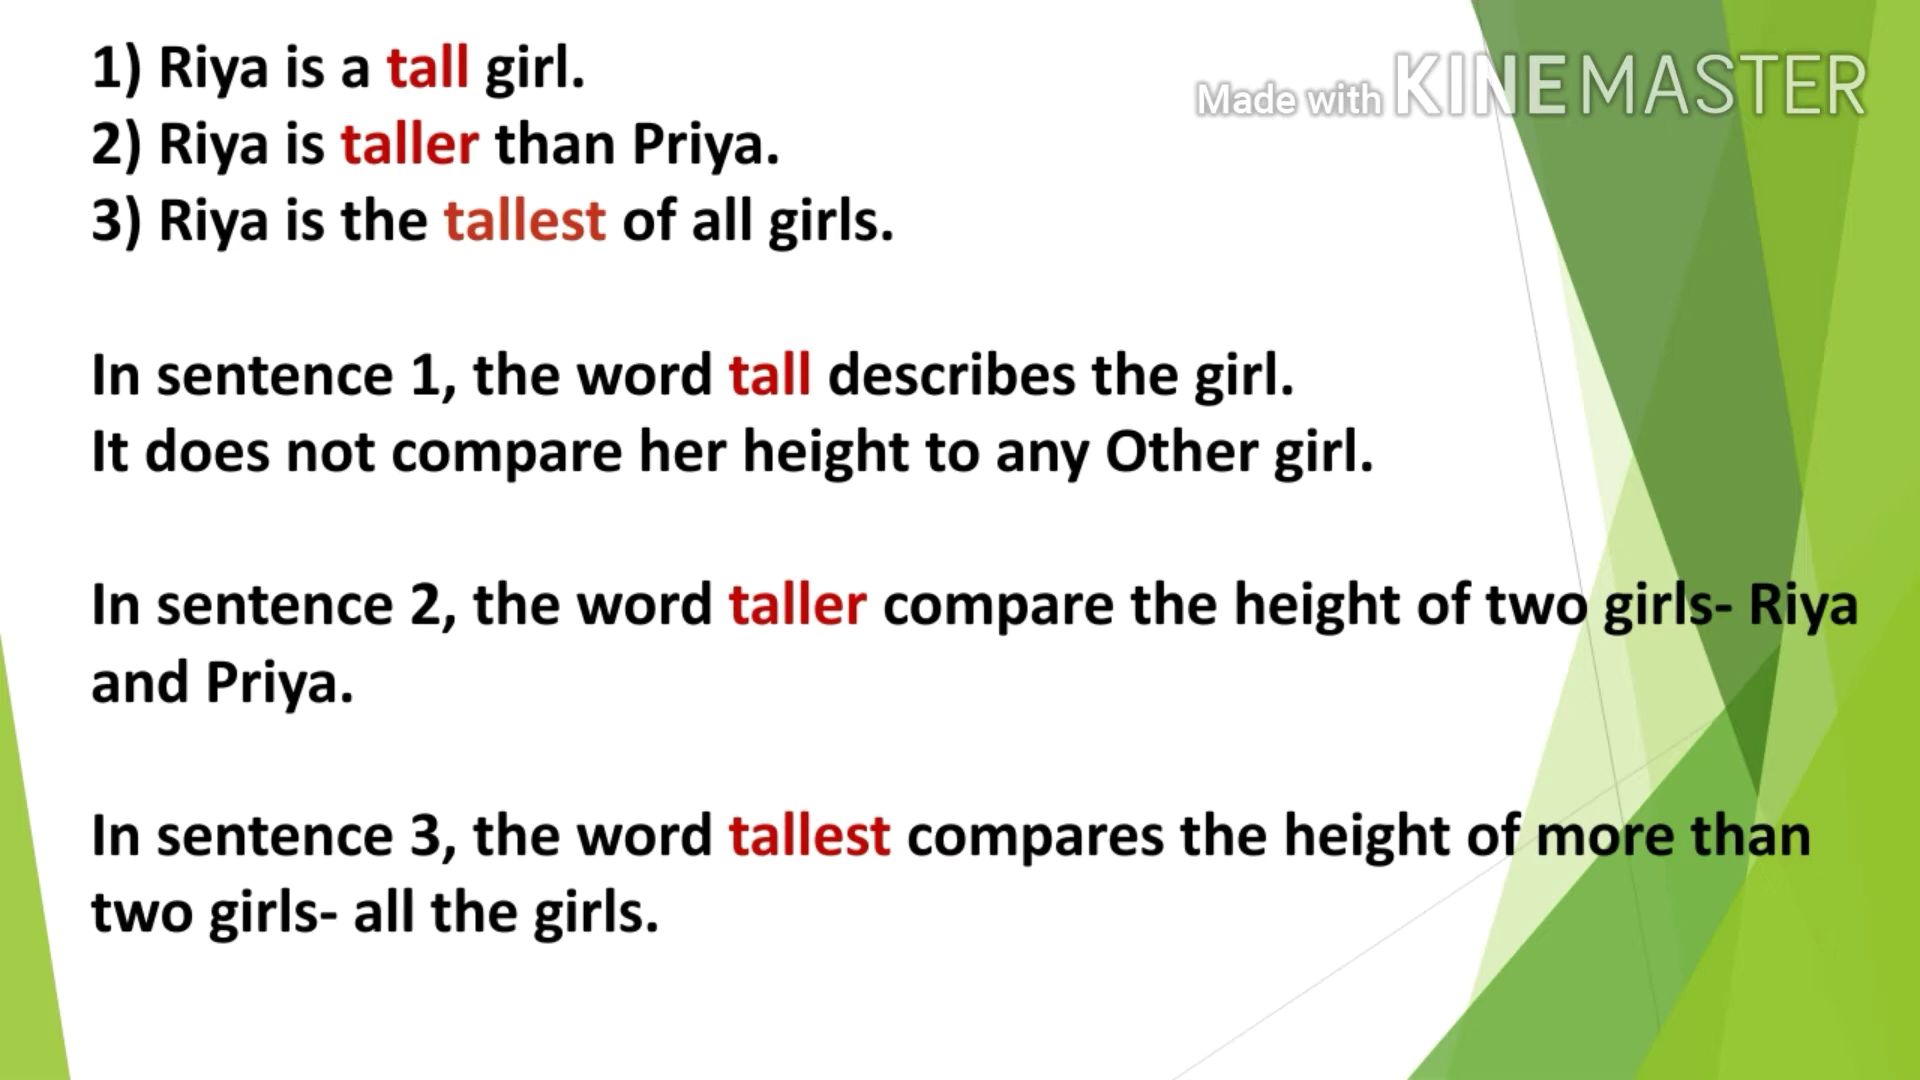 1) Riya is a tall girl.
Made with KINEMASTER
2) Riya is taller than Priya.
3) Riya is the tallest of all girls.
In sentence 1, the word tall describes the girl.
It does not compare her height to any Other girl.
In sentence 2, the word taller compare the height of two girls- Riya
and Priya.
In sentence 3, the word tallest compares the height of more than
two girls- all the girls.